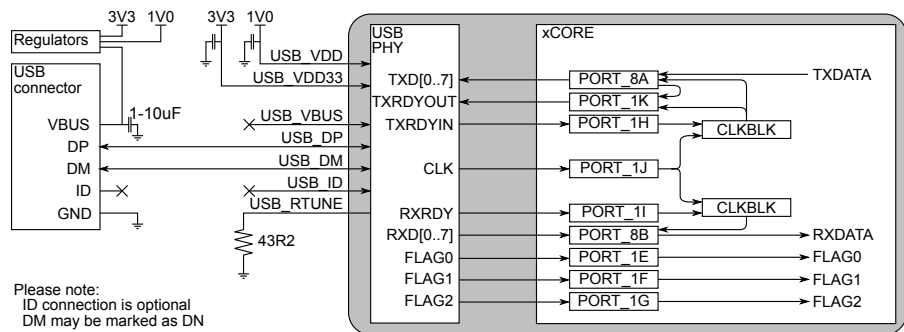 3V3 1V0
3V3 1V0
Regulators
USB
connector
VBUS
DP
DM
ID
GND
1-10uF
USB_VDD
USB_VDD33
USB_VBUS
USB_DP
USB_DM
USB_ID
USB_RTUNE
43R2
USB
PHY
TXD[0..7]
TXRDYOUT
TXRDYIN
CLK
RXRDY
RXD[0..7]
FLAG0
FLAG1
FLAG2
xCORE
PORT_8A
PORT_1K
PORT_1H
PORT_1J
PORT_1I
PORT_8B
PORT_1E
PORT_1F
PORT_1G
CLKBLK
CLKBLK
TXDATA
RXDATA
FLAG0
FLAG1
FLAG2
Please note:
ID connection is optional
DM may be marked as DN